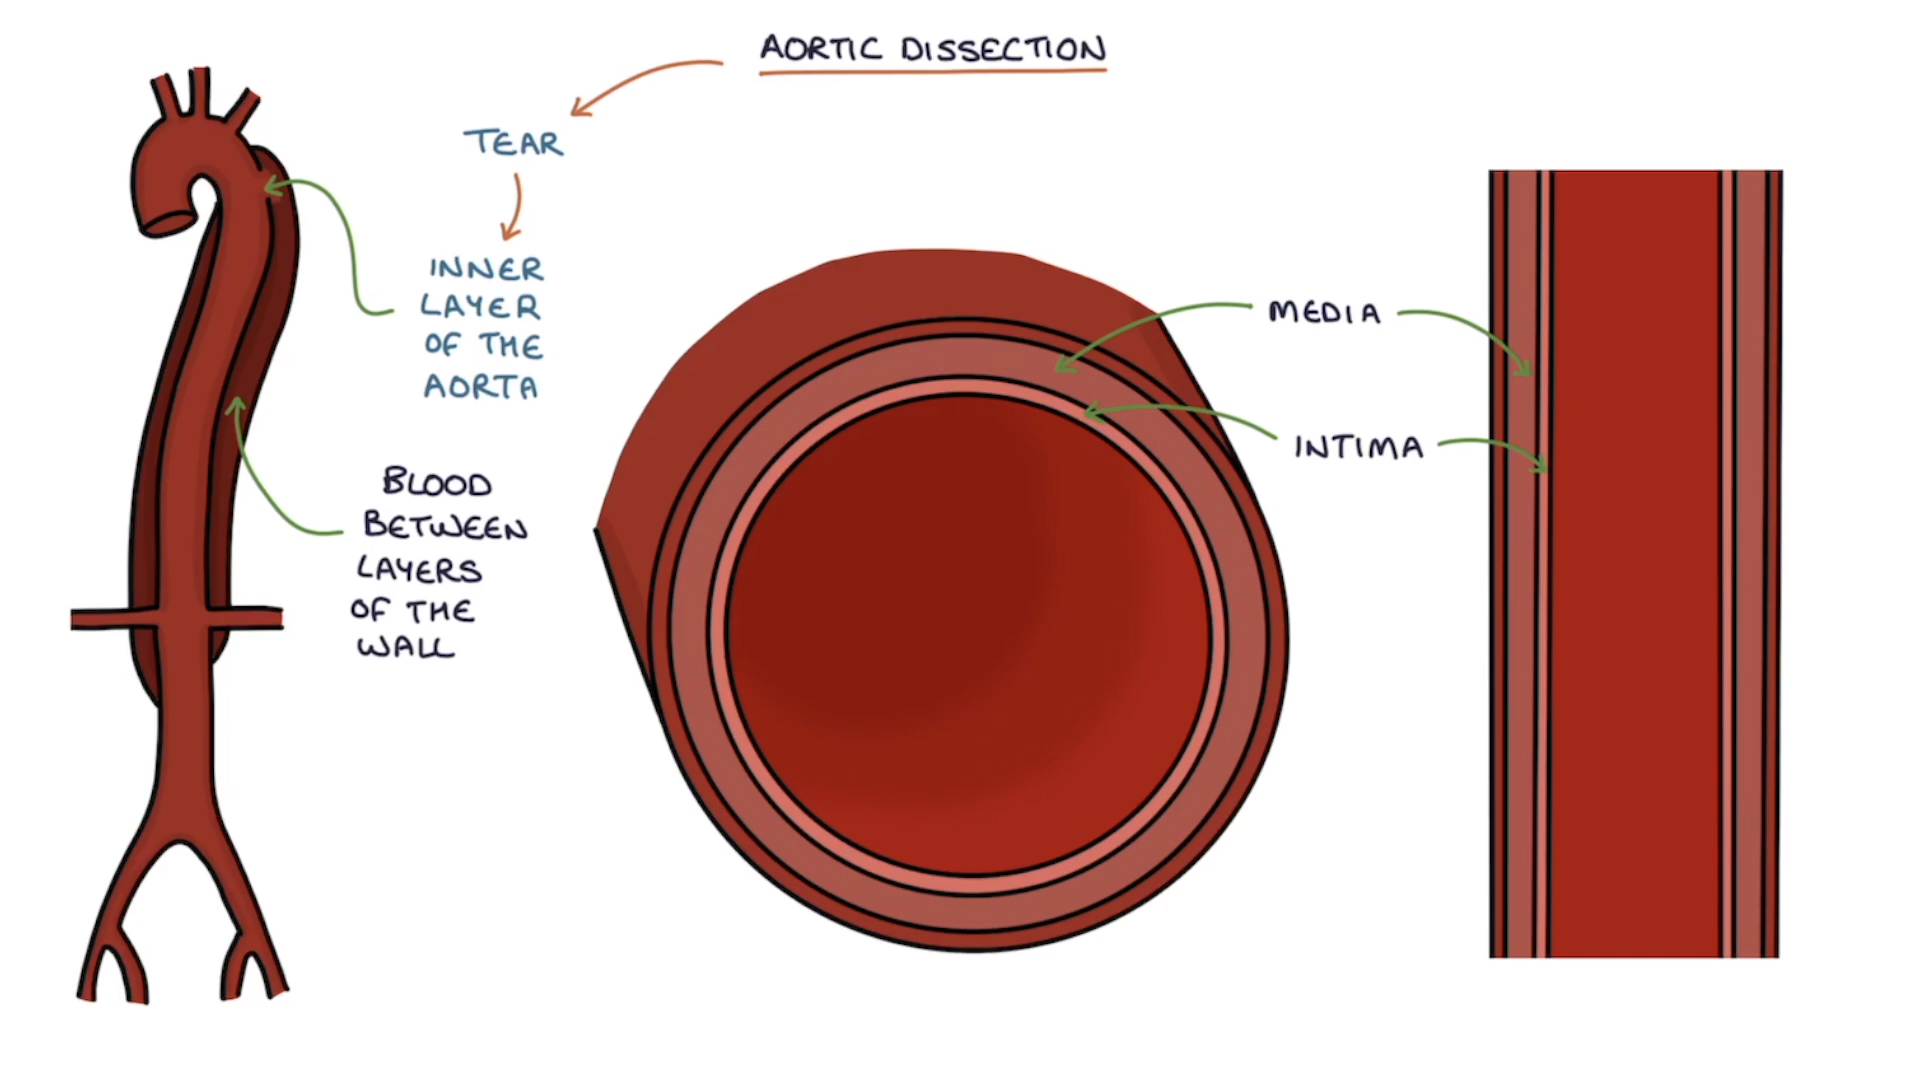 AORTIC DISSECTION
TEAR
INNER
LAYER
OF THE
AORTA
BLOOD
BETWEEN
LAYERS
OF THE
WALL
MEDIA
INTIMA